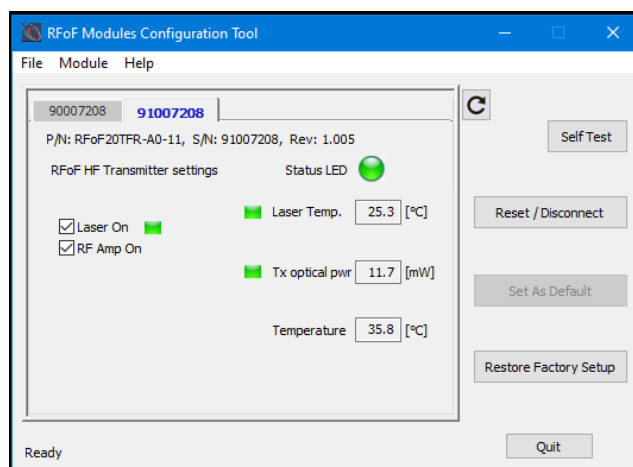 RFoF Modules Configuration Tool
File Module Help
90007208 91007208
P/N: RFoF20TFR-A0-11, S/N: 91007208, Rev: 1.005
Self Test
RFoF HF Transmitter settings Status LED
Laser Temp. 25.3 [ºC]
Reset / Disconnect
Laser On
RF Amp On
Tx optical pwr 11.7 [mW]
Set As Default
Temperature 35.8 [ºC]
Restore Factory Setup
Quit
Ready